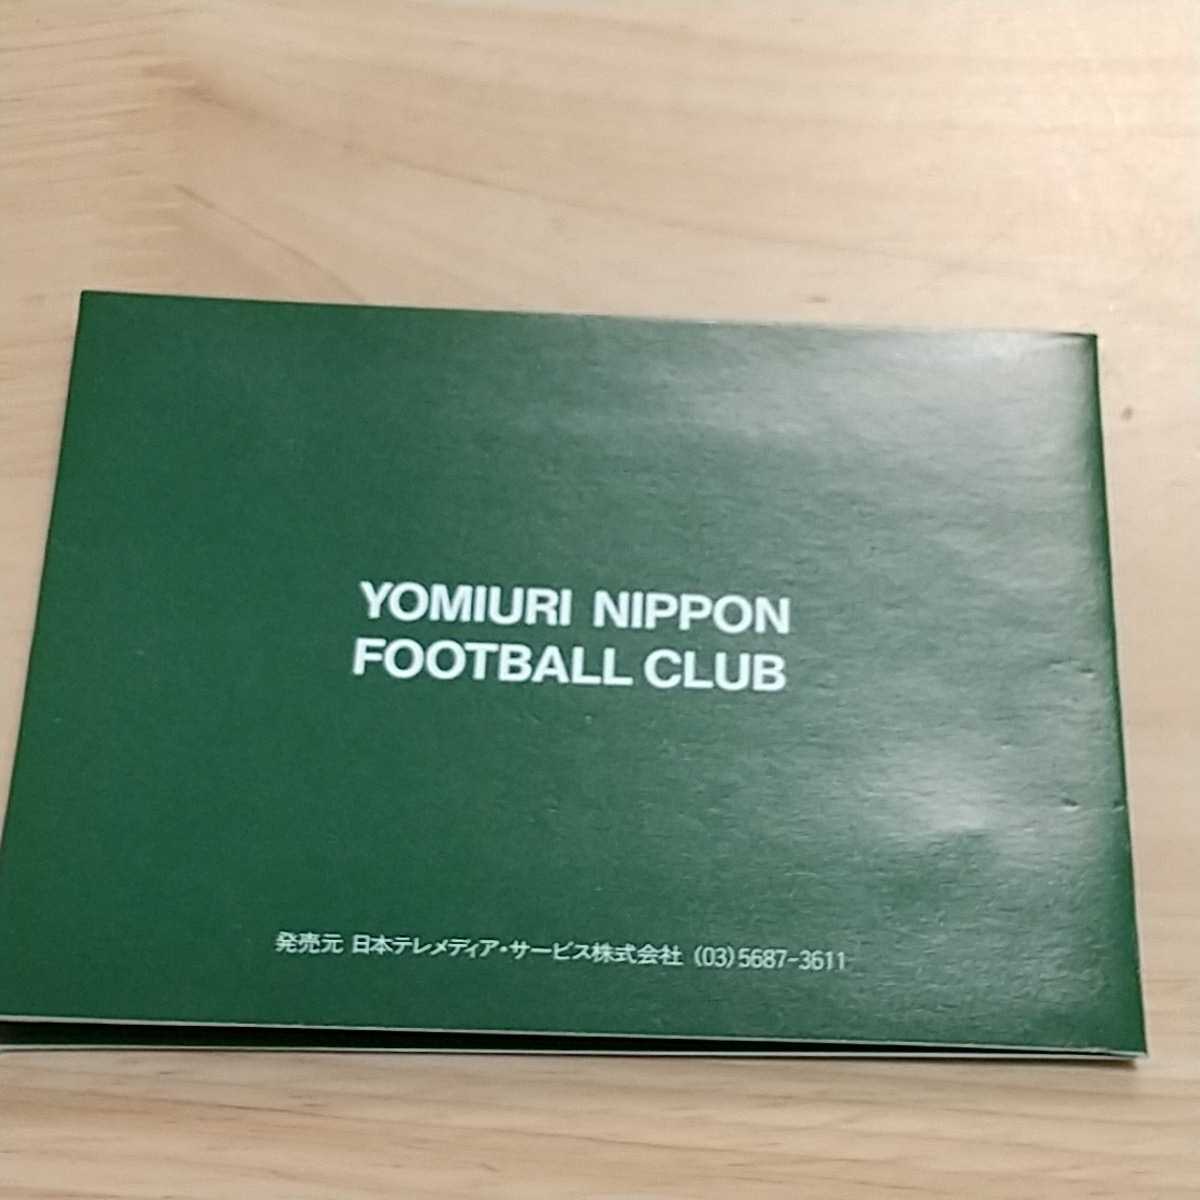 YOMIURI NIPPON
FOOTBALL CLUB
発売元 日本テレメディア・サービス株式会社 (03)5687-3611